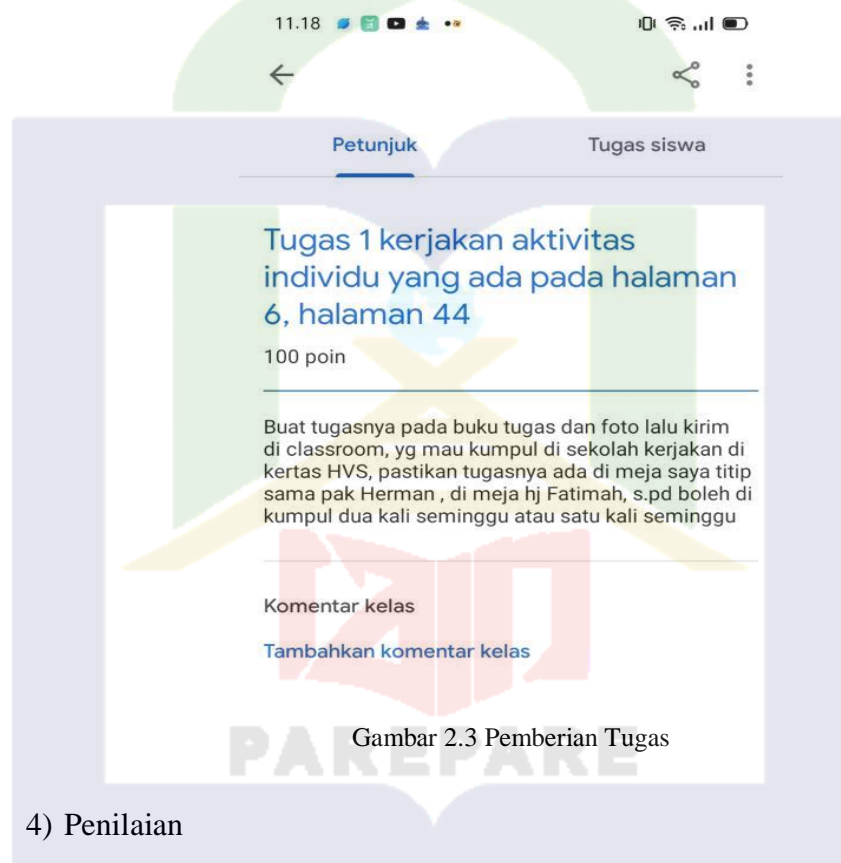 11.18
Petunjuk
Tugas siswa
Tugas 1 kerjakan aktivitas
individu yang ada pada halaman
6, halaman 44
100 poin
Buat tugasnya pada buku tugas dan foto lalu kirim
di classroom, yg mau kumpul di sekolah kerjakan di
kertas HVS, pastikan tugasnya ada di meja saya titip
sama pak Herman , di meja hj Fatimah, s.pd boleh di
kumpul dua kali seminggu atau satu kali seminggu
Komentar kelas
Tambahkan komentar kelas
Gambar 2.3 Pemberian Tugas
PAREPARE
4) Penilaian